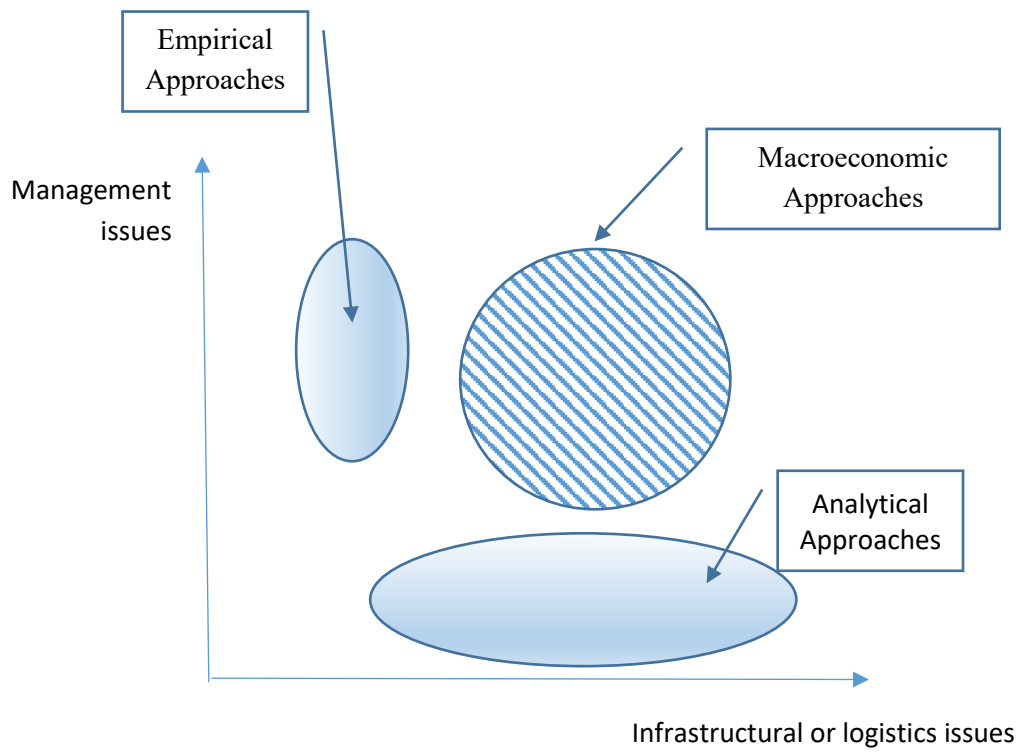 Empirical
Approaches
Macroeconomic
Approaches
Management
issues
Analytical
Approaches
Infrastructural or logistics issues